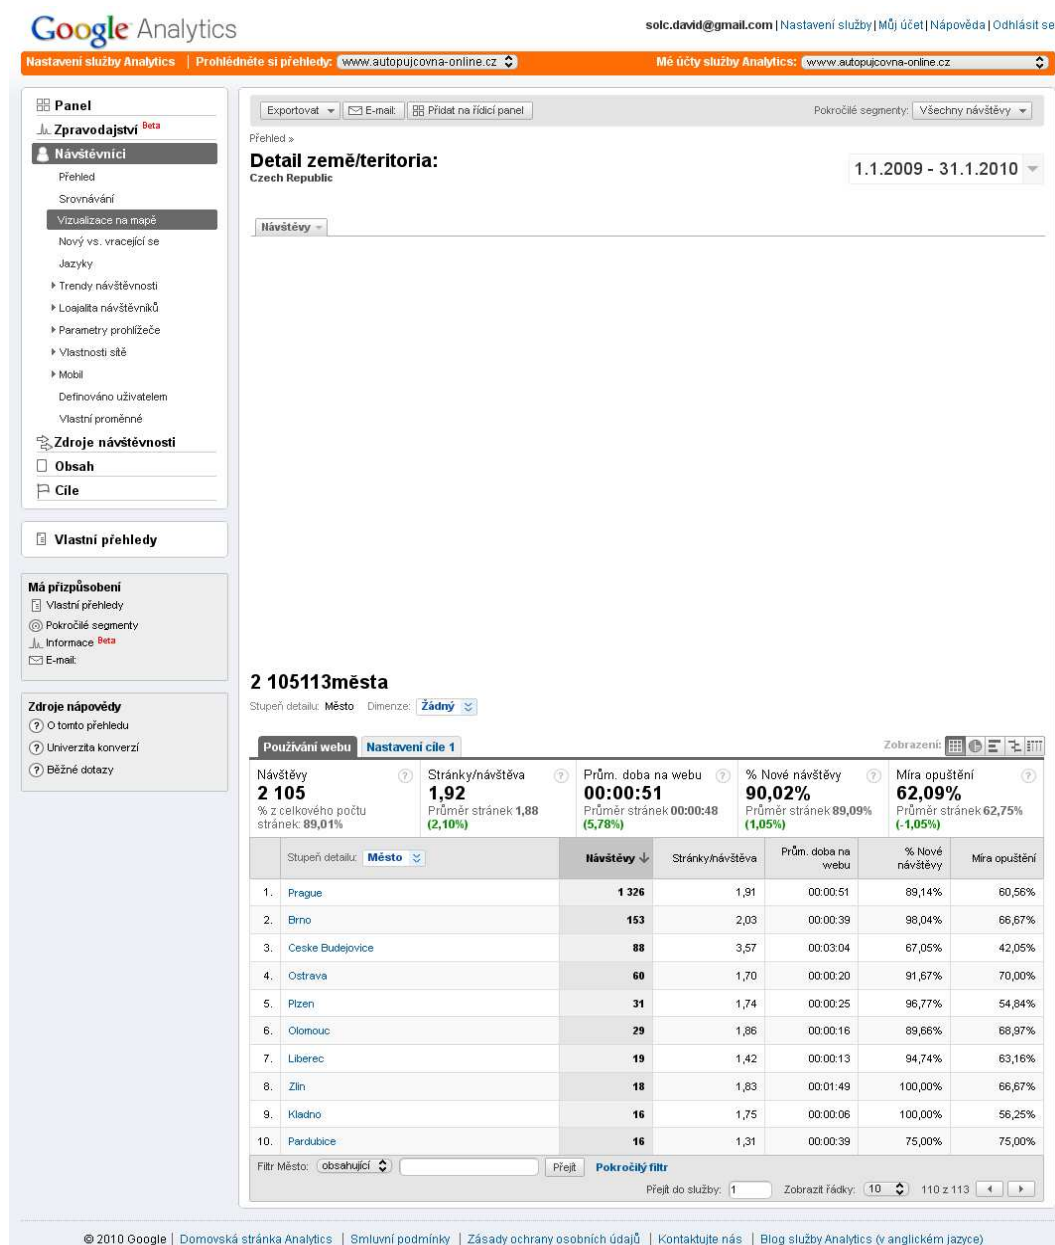 Google Analytics
solc.david@gmail.com | Nastavení služby | Můj účet | Nápověda | Odhlásit se
Nastavení služby Analytics | Prohlédněte si přehledy: www.autopujcovna-online.cz Mé účty služby Analytics: www.autopujcovna-online.cz
Panel
Zpravodajství Beta
Návštěvníci
Přehled
Srovnávání
Vizualizace na mapě
Nový vs. vracející se
Jazyky
Trendy návštěvnosti
Loajalita návštěvníků
Parametry prohlížeče
Vlastnosti sítě
Mobil
Definováno uživatelem
Vlastní proměnné
Zdroje návštěvnosti
Obsah
Cíle
Vlastní přehledy
Má přizpůsobení
Vlastní přehledy
Pokročilé segmenty
Informace Beta
E-mail:
Zdroje nápovědy
O tomto přehledu
Univerzita konverzí
Běžné dotazy
Exportovat E-mail: Přidat na řídicí panel Pokročilé segmenty: Všechny návštěvy
Přehled »
Detail země/teritoria:
Czech Republic
1.1.2009 - 31.1.2010
Návštěvy
2 105113města
Stupeň detailu: Město Dimenze: Žádný
Používání webu Nastavení cíle 1 Zobrazení:
Návštěvy ? Stránky/návštěva ? Prům. doba na webu ? % Nové návštěvy ? Míra opuštění ?
2 105 1,92 00:00:51 90,02% 62,09%
% z celkového počtu Průměr stránek 1,88 Průměr stránek 00:00:48 Průměr stránek 89,09% Průměr stránek 62,75%
stránek: 89,01% (2,10%) (5,78%) (1,05%) (-1,05%)
Stupeň detailu: Město Návštěvy ↓ Stránky/návštěva Prům. doba na webu % Nové návštěvy Míra opuštění
1. Prague 1 326 1,91 00:00:51 89,14% 60,56%
2. Brno 153 2,03 00:00:39 98,04% 66,67%
3. Ceske Budejovice 88 3,57 00:03:04 67,05% 42,05%
4. Ostrava 60 1,70 00:00:20 91,67% 70,00%
5. Plzen 31 1,74 00:00:25 96,77% 54,84%
6. Olomouc 29 1,86 00:00:16 89,66% 68,97%
7. Liberec 19 1,42 00:00:13 94,74% 63,16%
8. Zlin 18 1,83 00:01:49 100,00% 66,67%
9. Kladno 16 1,75 00:00:06 100,00% 56,25%
10. Pardubice 16 1,31 00:00:39 75,00% 75,00%
Filtr Město: obsahující Přejít Pokročilý filtr
Přejít do služby: 1 Zobrazit řádky: 10 110 z 113
© 2010 Google | Domovská stránka Analytics | Smluvní podmínky | Zásady ochrany osobních údajů | Kontaktujte nás | Blog služby Analytics (v anglickém jazyce)